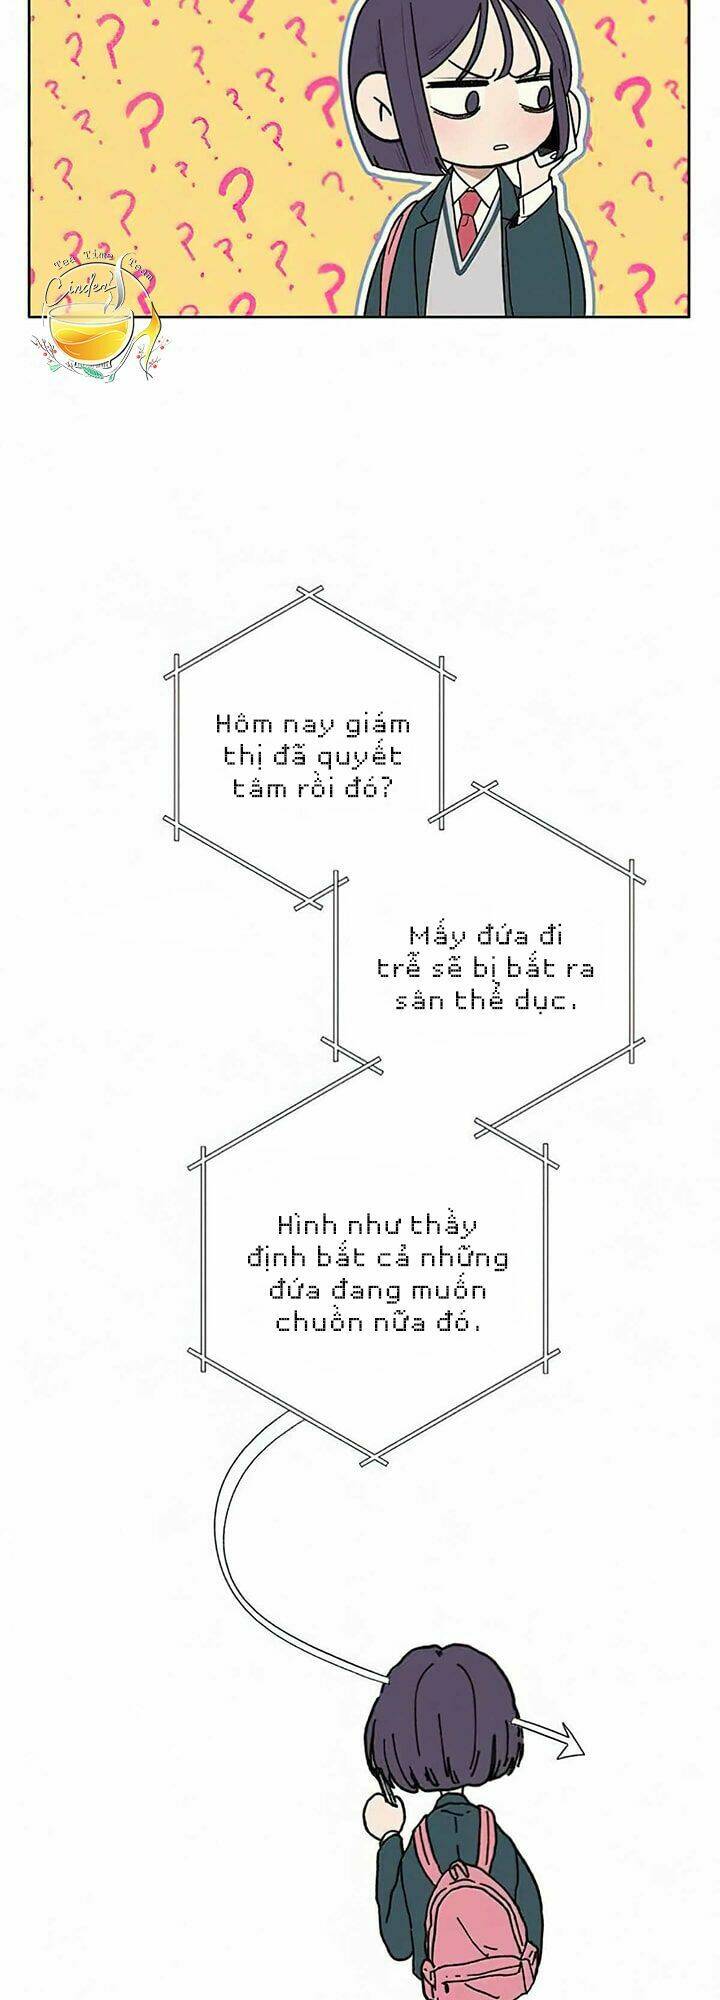 Tea Time Team
Cinder
Hôm nay giám
thị đã quyết
tâm rồi đó?
Mấy đứa đi
trễ sẽ bị bắt ra
sân thể dục.
Hình như thầy
định bắt cả những
đứa đang muốn
chuồn nữa đó.